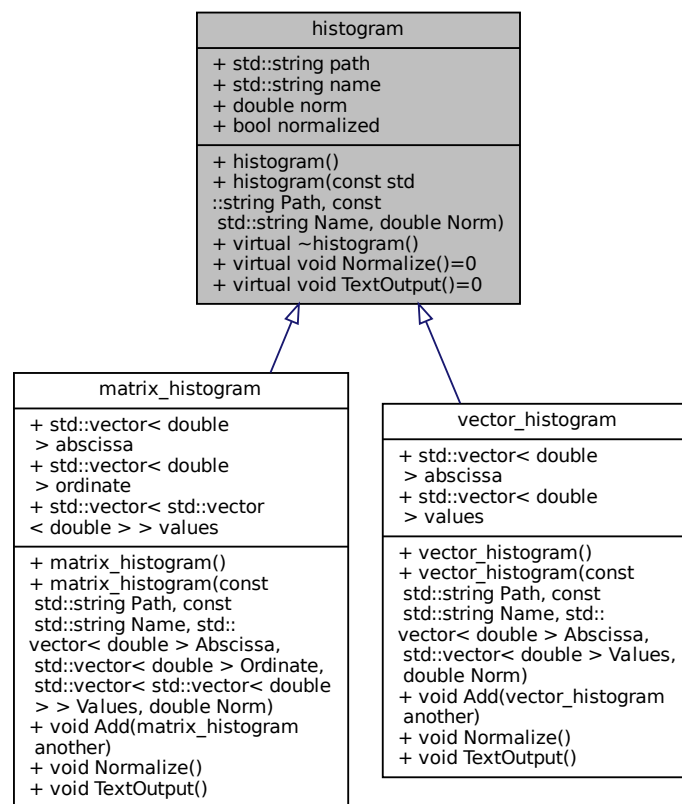 histogram
+ std::string path
+ std::string name
+ double norm
+ bool normalized
+ histogram()
+ histogram(const std
::string Path, const
std::string Name, double Norm)
+ virtual ~histogram()
+ virtual void Normalize()=0
+ virtual void TextOutput()=0
matrix_histogram
+ std::vector< double
> abscissa
+ std::vector< double
> ordinate
+ std::vector< std::vector
< double > > values
+ matrix_histogram()
+ matrix_histogram(const
std::string Path, const
std::string Name, std::
vector< double > Abscissa,
std::vector< double > Ordinate,
std::vector< std::vector< double
> > Values, double Norm)
+ void Add(matrix_histogram
another)
+ void Normalize()
+ void TextOutput()
vector_histogram
+ std::vector< double
> abscissa
+ std::vector< double
> values
+ vector_histogram()
+ vector_histogram(const
std::string Path, const
std::string Name, std::
vector< double > Abscissa,
std::vector< double > Values,
double Norm)
+ void Add(vector_histogram
another)
+ void Normalize()
+ void TextOutput()